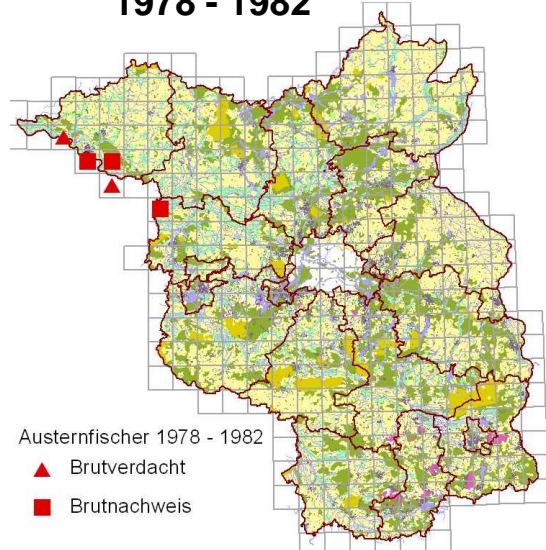 1978 - 1982
Austernfischer 1978 - 1982
Brutverdacht
Brutnachweis